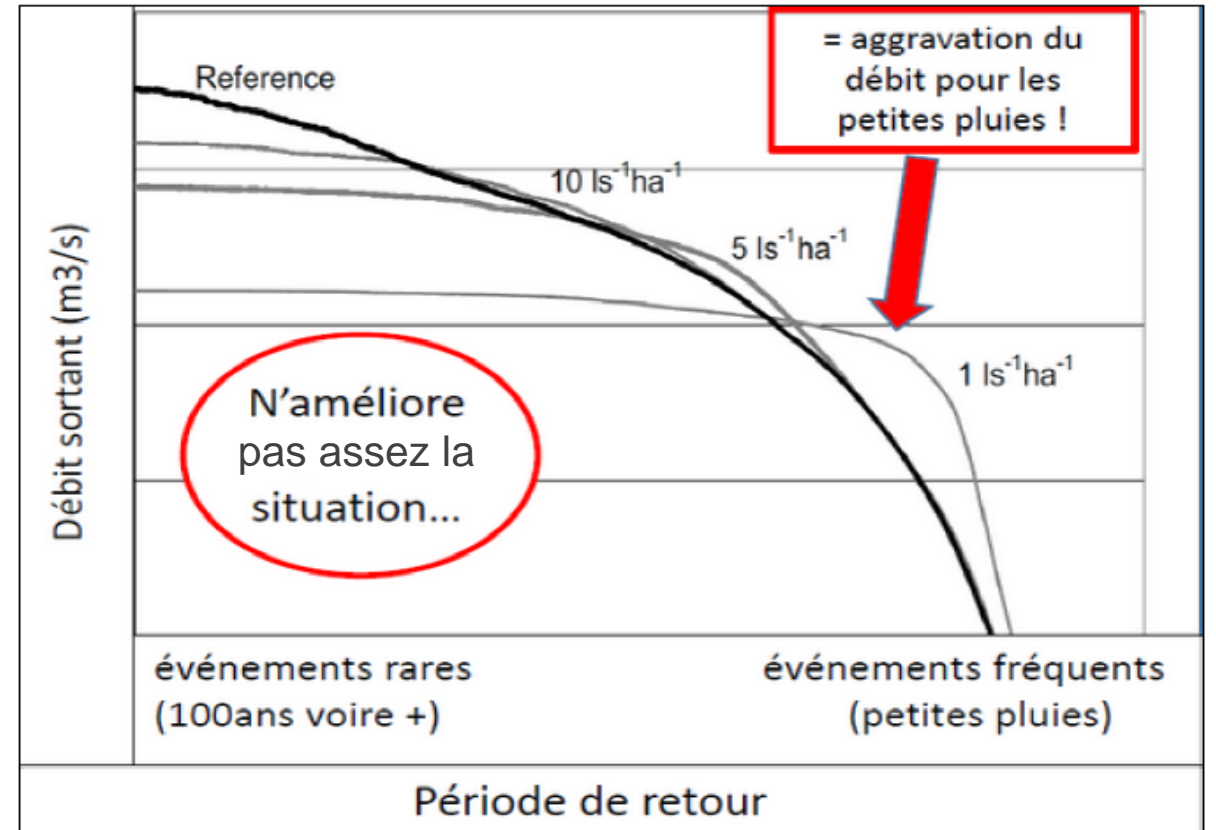 = aggravation du
débit pour les
petites pluies !
Reference
10 ls⁻¹ha⁻¹
5 ls⁻¹ha⁻¹
1 ls⁻¹ha⁻¹
Débit sortant (m3/s)
N'améliore
pas assez la
situation...
événements rares
(100ans voire +)
événements fréquents
(petites pluies)
Période de retour